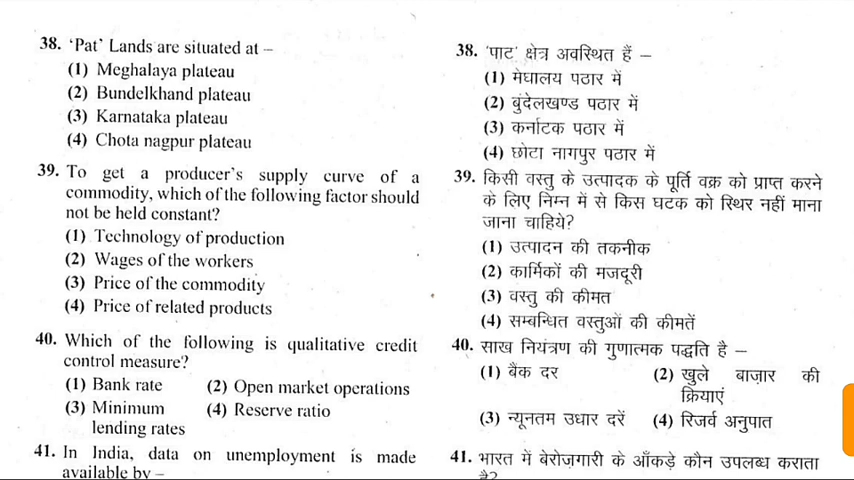 38. ‘Pat’ Lands are situated at –
(1) Meghalaya plateau
(2) Bundelkhand plateau
(3) Karnataka plateau
(4) Chota nagpur plateau
39. To get a producer’s supply curve of a
commodity, which of the following factor should
not be held constant?
(1) Technology of production
(2) Wages of the workers
(3) Price of the commodity
(4) Price of related products
40. Which of the following is qualitative credit
control measure?
(1) Bank rate (2) Open market operations
(3) Minimum (4) Reserve ratio
lending rates
41. In India, data on unemployment is made
available by –
38. ‘पाट’ क्षेत्र अवस्थित हैं –
(1) मेघालय पठार में
(2) बुंदेलखण्ड पठार में
(3) कर्नाटक पठार में
(4) छोटा नागपुर पठार में
39. किसी वस्तु के उत्पादक के पूर्ति वक्र को प्राप्त करने
के लिए निम्न में से किस घटक को स्थिर नहीं माना
जाना चाहिये?
(1) उत्पादन की तकनीक
(2) कार्मिकों की मजदूरी
(3) वस्तु की कीमत
(4) सम्बन्धित वस्तुओं की कीमतें
40. साख नियंत्रण की गुणात्मक पद्धति है –
(1) बैंक दर (2) खुले बाज़ार की
क्रियाएं
(3) न्यूनतम उधार दरें (4) रिजर्व अनुपात
41. भारत में बेरोज़गारी के आँकड़े कौन उपलब्ध कराता
है?